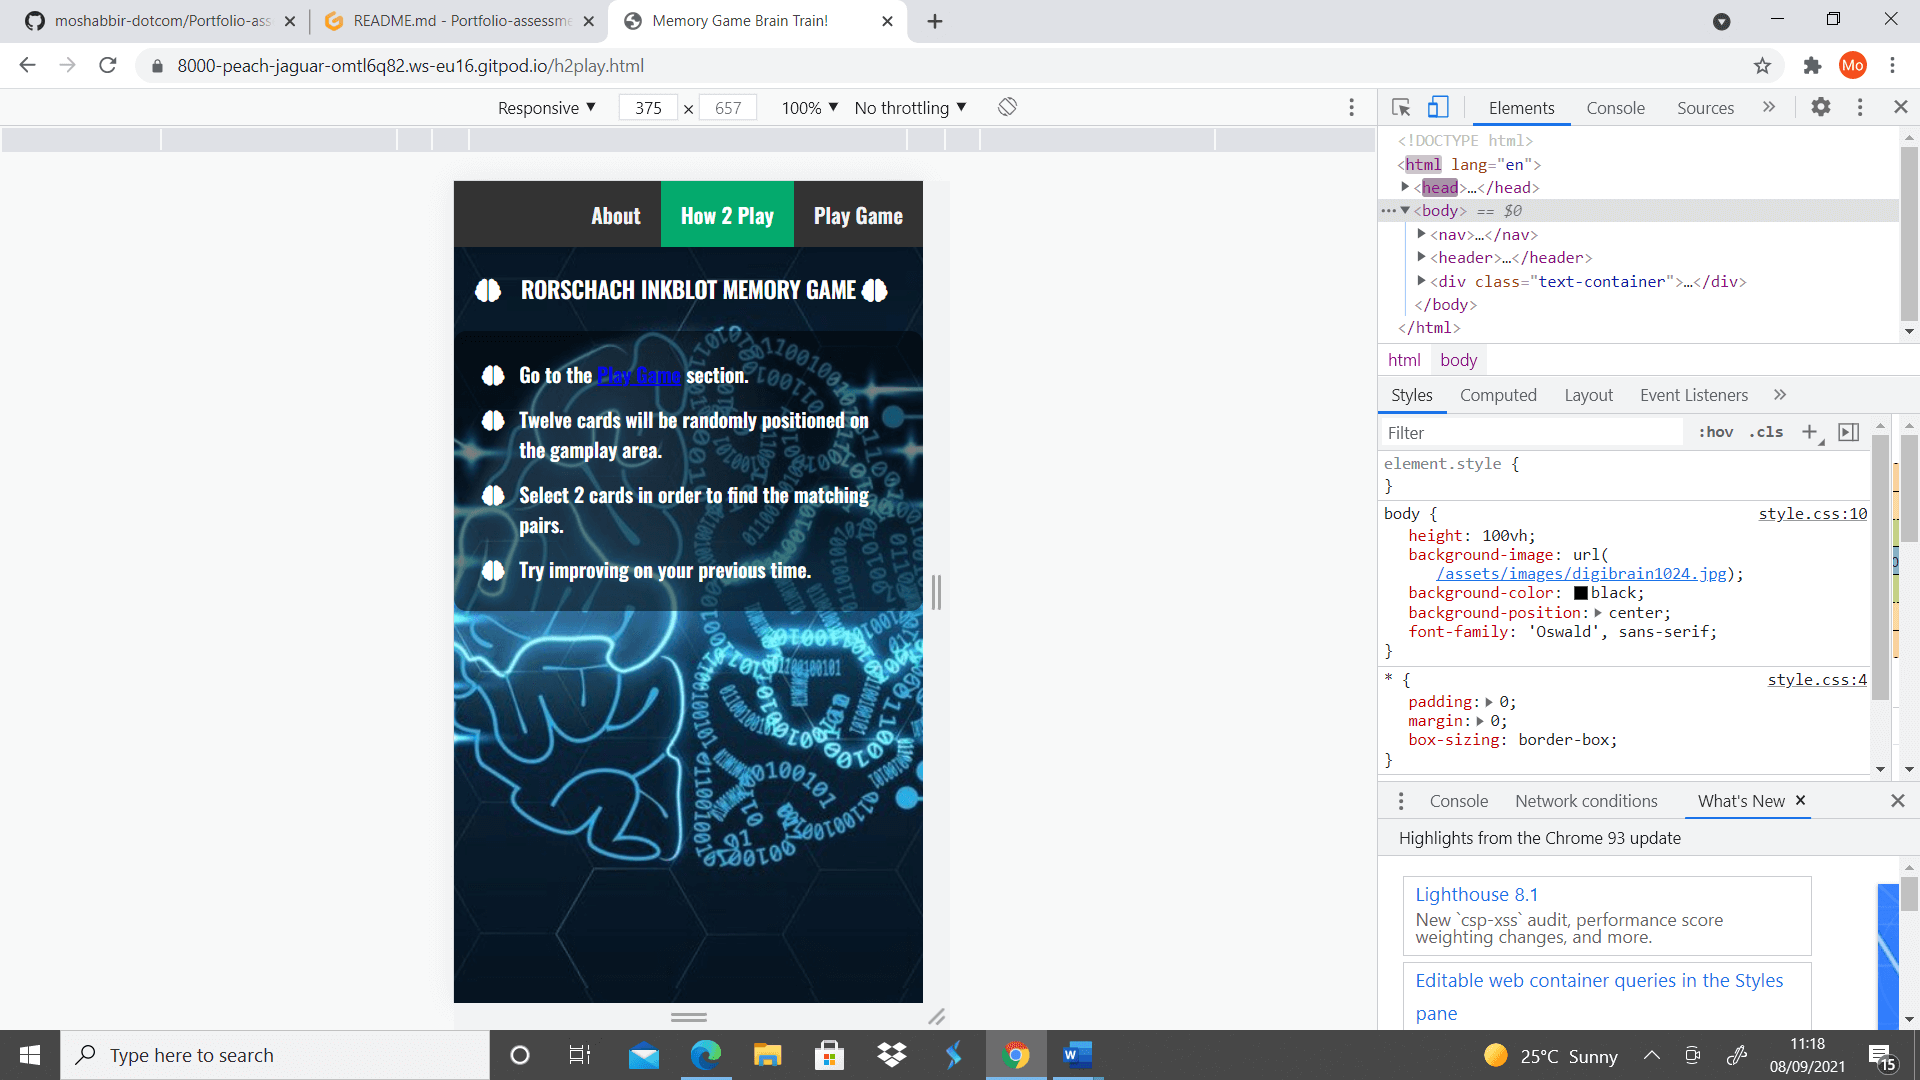 moshabbir-dotcom/Portfolio-ass
README.md - Portfolio-assessme
Memory Game Brain Train!
8000-peach-jaguar-omtl6q82.ws-eu16.gitpod.io/h2play.html
Mo
Responsive 375 × 657 100% No throttling
Elements Console Sources
<!DOCTYPE html>
<html lang="en">
<head>…</head>
<body> == $0
<nav>…</nav>
<header>…</header>
<div class="text-container">…</div>
</body>
</html>
html body
Styles Computed Layout Event Listeners
Filter :hov .cls
element.style {
}
body { style.css:10
height: 100vh;
background-image: url(
/assets/images/digibrain1024.jpg);
background-color: black;
background-position: center;
font-family: 'Oswald', sans-serif;
}
* { style.css:4
padding: 0;
margin: 0;
box-sizing: border-box;
}
Console Network conditions What's New
Highlights from the Chrome 93 update
Lighthouse 8.1
New `csp-xss` audit, performance score
weighting changes, and more.
Editable web container queries in the Styles
pane
About How 2 Play Play Game
RORSCHACH INKBLOT MEMORY GAME
Go to the Play Game section.
Twelve cards will be randomly positioned on
the gamplay area.
Select 2 cards in order to find the matching
pairs.
Try improving on your previous time.
Type here to search
25°C Sunny
11:18
08/09/2021
15